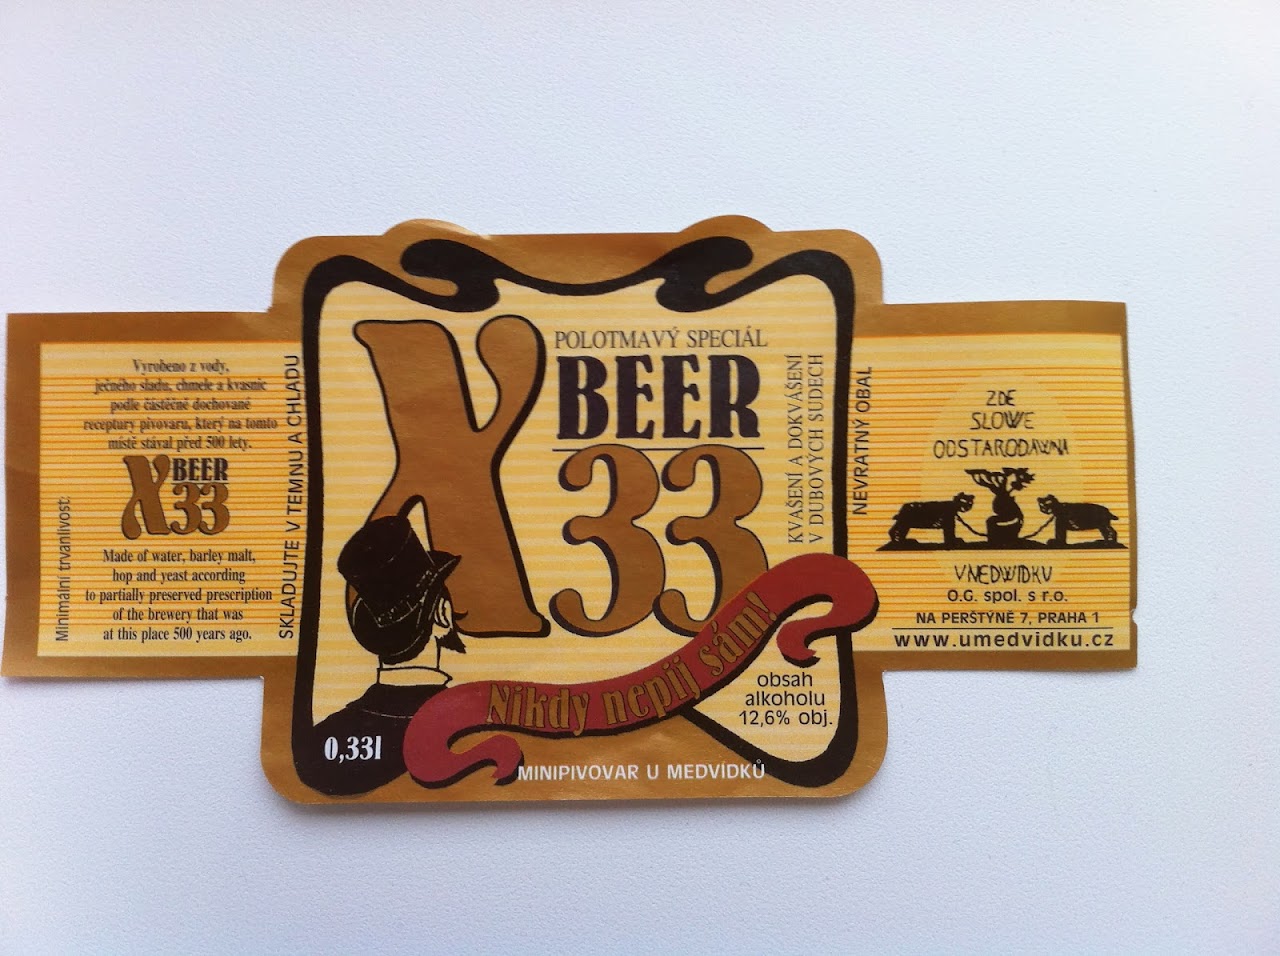 Vyrobeno z vody,
ječného sladu, chmele a kvasnic
podle částečně dochované
receptury pivovaru, který na tomto
místě stával před 500 lety.
X BEER
33
Made of water, barley malt,
hop and yeast according
to partially preserved prescription
of the brewery that was
at this place 500 years ago.
Minimální trvanlivost:
SKLADUJTE V TEMNU A CHLADU
POLOTMAVÝ SPECIÁL
X BEER
33
KVAŠENÍ A DOKVÁŠENÍ
V DUBOVÝCH SUDECH
Nikdy nepij sám!
obsah
alkoholu
12,6% obj.
0,33l
MINIPIVOVAR U MEDVÍDKŮ
NEVRATNÝ OBAL
ZDE
SLOWE
ODSTARODAWNA
VNEDWIDKU
O.G. spol. s r.o.
NA PERŠTÝNĚ 7, PRAHA 1
www.umedvidku.cz